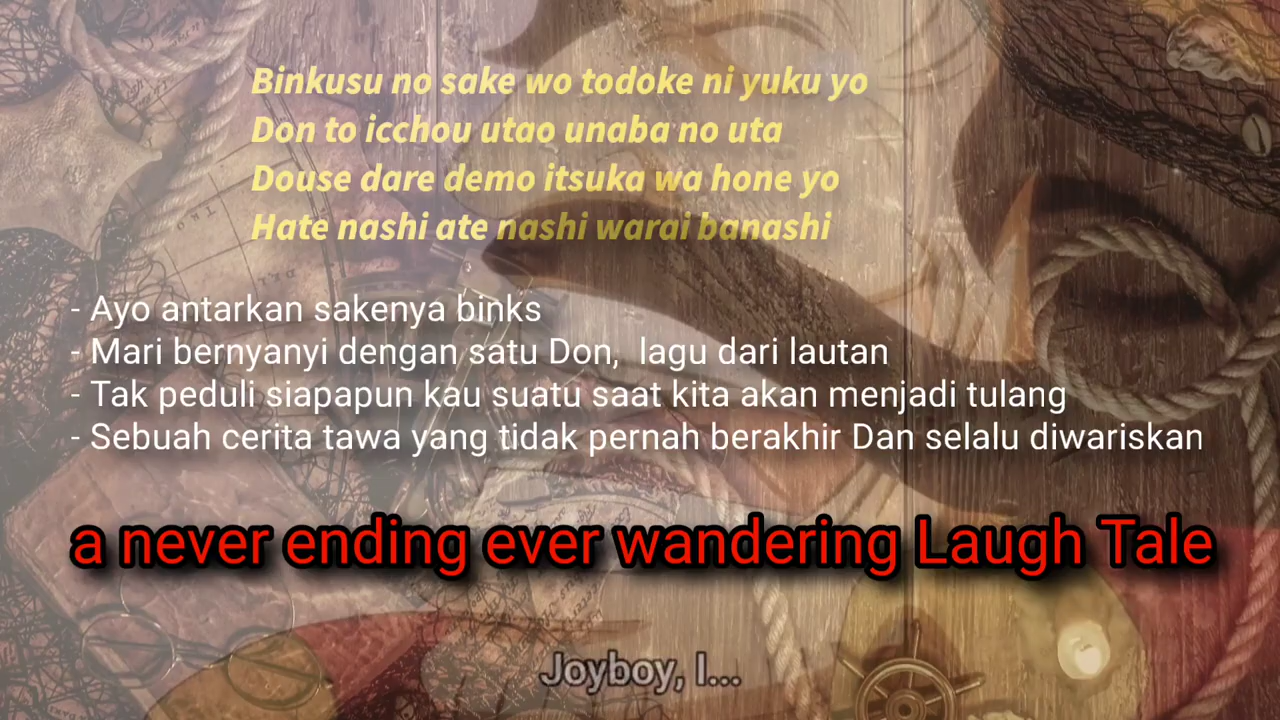 Binkusu no sake wo todoke ni yuku yo
Don to icchou utao unaba no uta
Douse dare demo itsuka wa hone yo
Hate nashi ate nashi warai banashi
- Ayo antarkan sakenya binks
- Mari bernyanyi dengan satu Don, lagu dari lautan
- Tak peduli siapapun kau suatu saat kita akan menjadi tulang
- Sebuah cerita tawa yang tidak pernah berakhir Dan selalu diwariskan
a never ending ever wandering Laugh Tale
Joyboy, I...